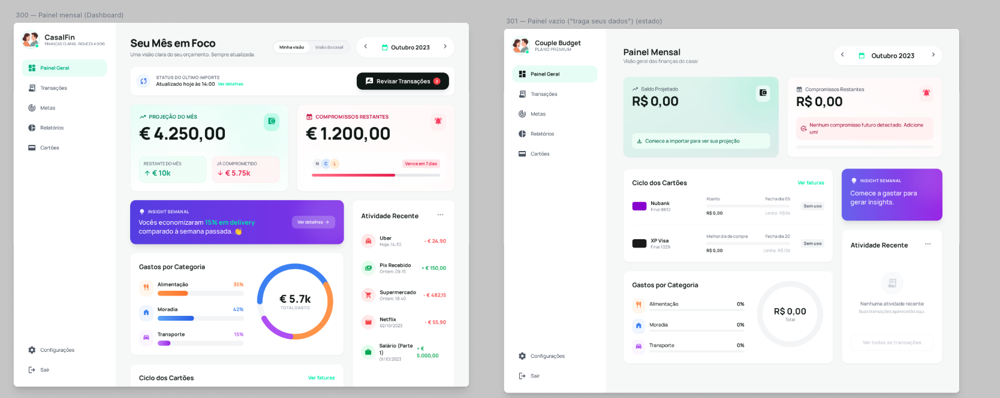 300 — Painel mensal (Dashboard)
CasalFin
FINANÇAS CLARAS, RIQUEZA A DOIS
Painel Geral
Transações
Metas
Relatórios
Cartões
Configurações
Sair
Seu Mês em Foco
Uma visão clara do seu orçamento. Sempre atualizada.
Minha visão
Visão do casal
Outubro 2023
STATUS DO ÚLTIMO IMPORTE
Atualizado hoje às 14:00 Ver detalhes
Revisar Transações 3
PROJEÇÃO DO MÊS
€ 4.250,00
RESTANTE DO MÊS
€ 10k
JÁ COMPROMETIDO
€ 5.75k
COMPROMISSOS RESTANTES
€ 1.200,00
N C L
Vence em 7 dias
INSIGHT SEMANAL
Vocês economizaram 15% em delivery
comparado à semana passada. 👏
Ver detalhes →
Gastos por Categoria
Alimentação 35%
Moradia 42%
Transporte 15%
€ 5.7k
TOTAL GASTO
Ciclo dos Cartões
Ver faturas
Atividade Recente
Uber
Hoje, 14:30
- € 24,90
Pix Recebido
Ontem, 09:15
+ € 150,00
Supermercado
Ontem, 18:40
- € 482,15
Netflix
02/10/2023
- € 55,90
Salário (Parte
1)
01/10/2023
+ €
5.000,00
301 — Painel vazio (“traga seus dados”) (estado)
Couple Budget
PLANO PREMIUM
Painel Geral
Transações
Metas
Relatórios
Cartões
Configurações
Sair
Painel Mensal
Visão geral das finanças do casal
Outubro 2023
Saldo Projetado
R$ 0,00
Comece a importar para ver sua projeção
Compromissos Restantes
R$ 0,00
Nenhum compromisso futuro detectado. Adicione
um!
Ciclo dos Cartões
Ver faturas
Nubank
Final 8832
Aberto
Fecha dia 05
R$ 0,00
Limite: R$ 5k
Sem uso
XP Visa
Final 1029
Melhor dia de compra
Fecha dia 20
R$ 0,00
Limite: R$ 12k
Sem uso
INSIGHT SEMANAL
Comece a gastar para
gerar insights.
Gastos por Categoria
Alimentação 0%
Moradia 0%
Transporte 0%
R$ 0,00
Total
Atividade Recente
Nenhuma atividade recente
Suas transações aparecerão aqui.
Ver todas as transações